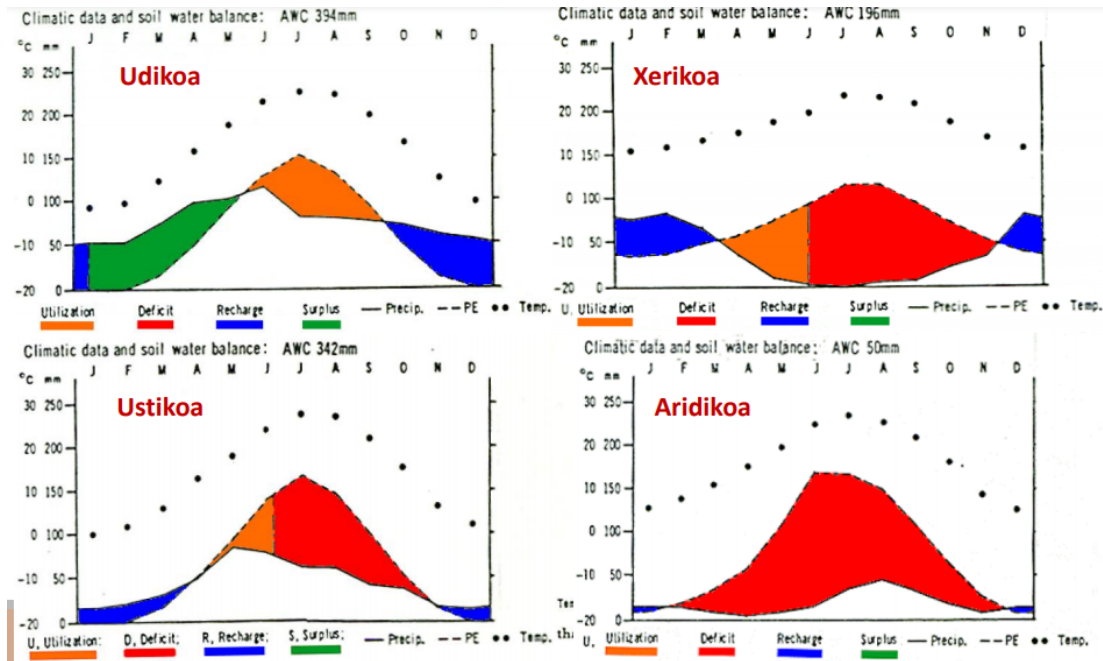 Climatic data and soil water balance: AWC 394mm
J F M A M J J A S O N D
°C mm
Udikoa
30 250
20 200
10 150
0 100
-10 50
-20 0
Utilization Deficit Recharge Surplus Precip. PE Temp.
Climatic data and soil water balance: AWC 196mm
J F M A M J J A S O N D
°C mm
Xerikoa
30 250
20 200
10 150
0 100
-10 50
-20 0
U, Utilization Deficit Recharge Surplus Precip. PE Temp.
Climatic data and soil water balance: AWC 342mm
J F M A M J J A S O N D
°C mm
Ustikoa
30 250
20 200
10 150
0 100
-10 50
-20 0
U, Utilization; D, Deficit; R, Recharge; S, Surplus; Precip. PE Temp.
Climatic data and soil water balance: AWC 50mm
J F M A M J J A S O N D
°C mm
Aridikoa
30 250
20 200
10 150
0 100
-10 50
-20 0
U, Utilization Deficit Recharge Surplus Precip. PE Temp.